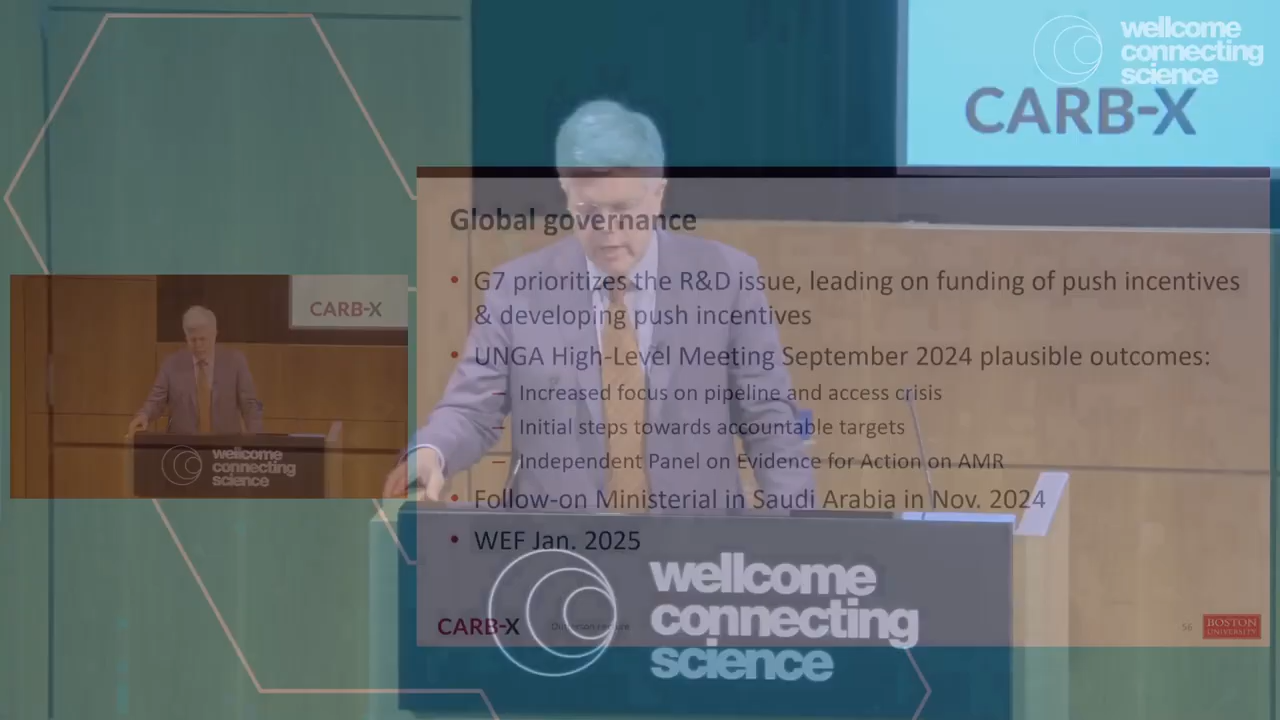 wellcome
connecting
science
CARB-X
Global governance
• G7 prioritizes the R&D issue, leading on funding of push incentives
& developing push incentives
• UNGA High-Level Meeting September 2024 plausible outcomes:
– Increased focus on pipeline and access crisis
– Initial steps towards accountable targets
– Independent Panel on Evidence for Action on AMR
• Follow-on Ministerial in Saudi Arabia in Nov. 2024
• WEF Jan. 2025
CARB-X
56
BOSTON
UNIVERSITY
CARB-X
wellcome
connecting
science
wellcome
connecting
science